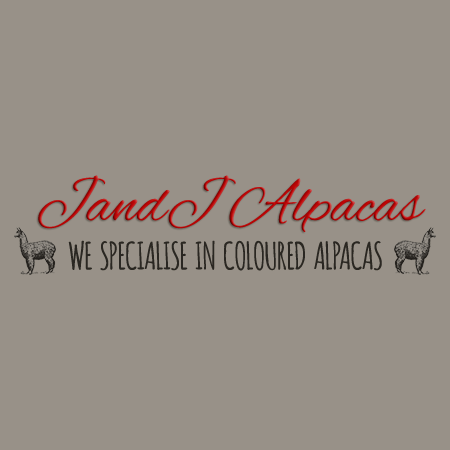 JandJ Alpacas
WE SPECIALISE IN COLOURED ALPACAS